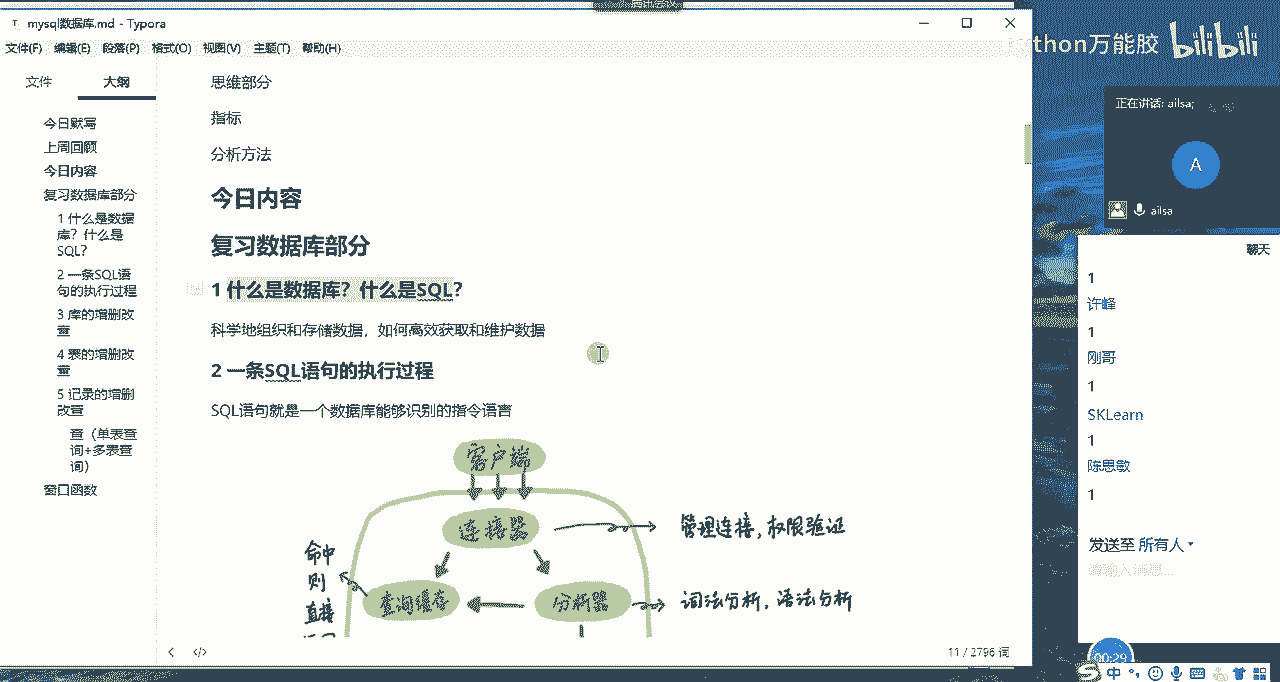 腾讯会议
mysql数据库.md - Typora
文件(F) 编辑(E) 段落(P) 格式(O) 视图(V) 主题(T) 帮助(H)
文件 大纲
今日默写
上周回顾
今日内容
复习数据库部分
1 什么是数据
库？什么是
SQL?
2 一条SQL语
句的执行过程
3 库的增删改
查
4 表的增删改
查
5 记录的增删
改查
查（单表查
询+多表查
询）
窗口函数
思维部分
指标
分析方法
今日内容
复习数据库部分
1 什么是数据库？什么是SQL?
科学地组织和存储数据，如何高效获取和维护数据
2 一条SQL语句的执行过程
SQL语句就是一个数据库能够识别的指令语言
客户端
连接器
管理连接,权限验证
命中
则
直接
查询缓存
分析器
词法分析,语法分析
11 / 2796 词
thon万能胶 bilibili
正在讲话: ailsa;
A
ailsa
聊天
1
许峰
1
刚哥
1
SKLearn
1
陈思敏
1
发送至 所有人
请输入消息...
00:29
中